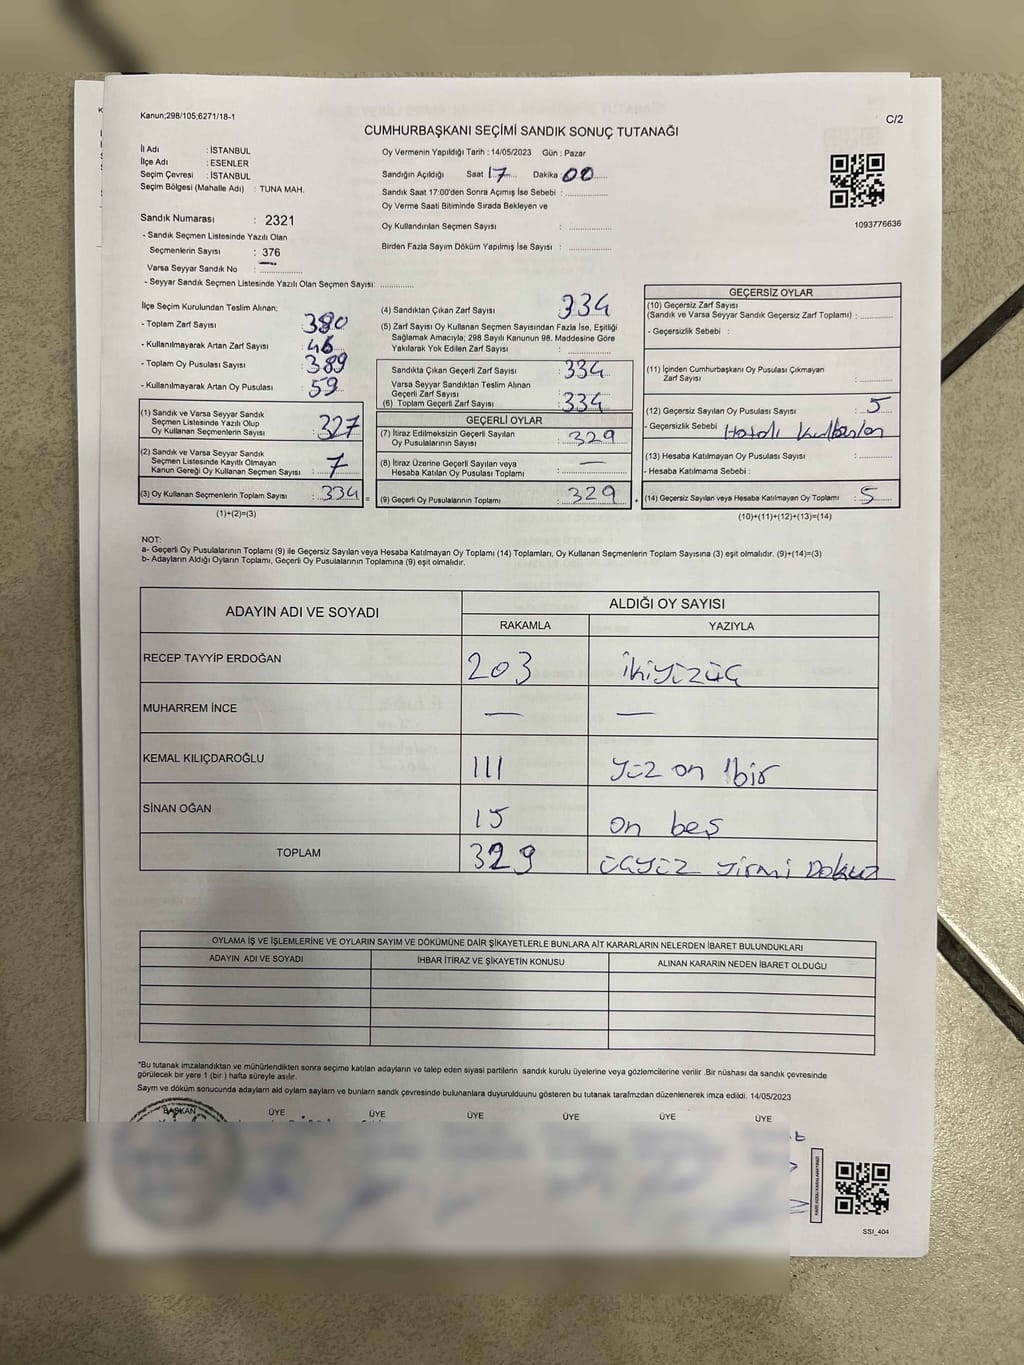 Kanun;298/105;6271/18-1
C/2
CUMHURBAŞKANI SEÇİMİ SANDIK SONUÇ TUTANAĞI
İl Adı : İSTANBUL
İlçe Adı : ESENLER
Seçim Çevresi : İSTANBUL
Seçim Bölgesi (Mahalle Adı) : TUNA MAH.
Sandık Numarası : 2321
- Sandık Seçmen Listesinde Yazılı Olan
Seçmenlerin Sayısı : 376
Varsa Seyyar Sandık No : —
- Seyyar Sandık Seçmen Listesinde Yazılı Olan Seçmen Sayısı:
Oy Vermenin Yapıldığı Tarih : 14/05/2023 Gün : Pazar
Sandığın Açıldığı Saat 17 Dakika 00
Sandık Saat 17:00'den Sonra Açımış İse Sebebi :
Oy Verme Saati Bitiminde Sırada Bekleyen ve
Oy Kullandırılan Seçmen Sayısı :
Birden Fazla Sayım Döküm Yapılmış İse Sayısı :
1093776636
İlçe Seçim Kurulundan Teslim Alınan;
- Toplam Zarf Sayısı : 380
- Kullanılmayarak Artan Zarf Sayısı : 46
- Toplam Oy Pusulası Sayısı : 389
- Kullanılmayarak Artan Oy Pusulası : 59
(1) Sandık ve Varsa Seyyar Sandık
Seçmen Listesinde Yazılı Olup
Oy Kullanan Seçmenlerin Sayısı : 327
(2) Sandık ve Varsa Seyyar Sandık
Seçmen Listesinde Kayıtlı Olmayan
Kanun Gereği Oy Kullanan Seçmen Sayısı : 7
(3) Oy Kullanan Seçmenlerin Toplam Sayısı : 334 =
(1)+(2)=(3)
(4) Sandıktan Çıkan Zarf Sayısı : 334
(5) Zarf Sayısı Oy Kullanan Seçmen Sayısından Fazla İse, Eşitliği
Sağlamak Amacıyla; 298 Sayılı Kanunun 98. Maddesine Göre
Yakılarak Yok Edilen Zarf Sayısı :
Sandıkta Çıkan Geçerli Zarf Sayısı : 334
Varsa Seyyar Sandıktan Teslim Alınan
Geçerli Zarf Sayısı :
(6) Toplam Geçerli Zarf Sayısı : 334
GEÇERLİ OYLAR
(7) İtiraz Edilmeksizin Geçerli Sayılan
Oy Pusulalarının Sayısı : 329
(8) İtiraz Üzerine Geçerli Sayılan veya
Hesaba Katılan Oy Pusulası Toplamı : —
(9) Geçerli Oy Pusulalarının Toplamı : 329 +
GEÇERSİZ OYLAR
(10) Geçersiz Zarf Sayısı
(Sandık ve Varsa Seyyar Sandık Geçersiz Zarf Toplamı) :
- Geçersizlik Sebebi :
(11) İçinden Cumhurbaşkanı Oy Pusulası Çıkmayan
Zarf Sayısı :
(12) Geçersiz Sayılan Oy Pusulası Sayısı : 5
- Geçersizlik Sebebi : Hatalı
(13) Hesaba Katılmayan Oy Pusulası Sayısı :
- Hesaba Katılmama Sebebi :
(14) Geçersiz Sayılan veya Hesaba Katılmayan Oy Toplamı : 5
(10)+(11)+(12)+(13)=(14)
NOT:
a- Geçerli Oy Pusulalarının Toplamı (9) ile Geçersiz Sayılan veya Hesaba Katılmayan Oy Toplamı (14) Toplamları, Oy Kullanan Seçmenlerin Toplam Sayısına (3) eşit olmalıdır. (9)+(14)=(3)
b- Adayların Aldığı Oyların Toplamı, Geçerli Oy Pusulalarının Toplamına (9) eşit olmalıdır.
ADAYIN ADI VE SOYADI ALDIĞI OY SAYISI
RAKAMLA YAZIYLA
RECEP TAYYİP ERDOĞAN 203 ikiyüzüç
MUHARREM İNCE — —
KEMAL KILIÇDAROĞLU 111 yüz on bir
SİNAN OĞAN 15 on beş
TOPLAM 329 üçyüz yirmi Dokuz
OYLAMA İŞ VE İŞLEMLERİNE VE OYLARIN SAYIM VE DÖKÜMÜNE DAİR ŞİKAYETLERLE BUNLARA AİT KARARLARIN NELERDEN İBARET BULUNDUKLARI
ADAYIN ADI VE SOYADI İHBAR İTİRAZ VE ŞİKAYETİN KONUSU ALINAN KARARIN NEDEN İBARET OLDUĞU
*Bu tutanak imzalandıktan ve mühürlendikten sonra seçime katılan adayların ve talep eden siyasi partilerin sandık kurulu üyelerine veya gözlemcilerine verilir .Bir nüshası da sandık çevresinde
görülecek bir yere 1 (bir ) hafta süreyle asılır.
Sayım ve döküm sonucunda adayların aldığı oyların sayıları ve bunların sandık çevresinde bulunanlara duyurulduğunu gösteren bu tutanak tarafımızdan düzenlenerek imza edildi. 14/05/2023
BAŞKAN ÜYE ÜYE ÜYE ÜYE ÜYE ÜYE
SSİ_404